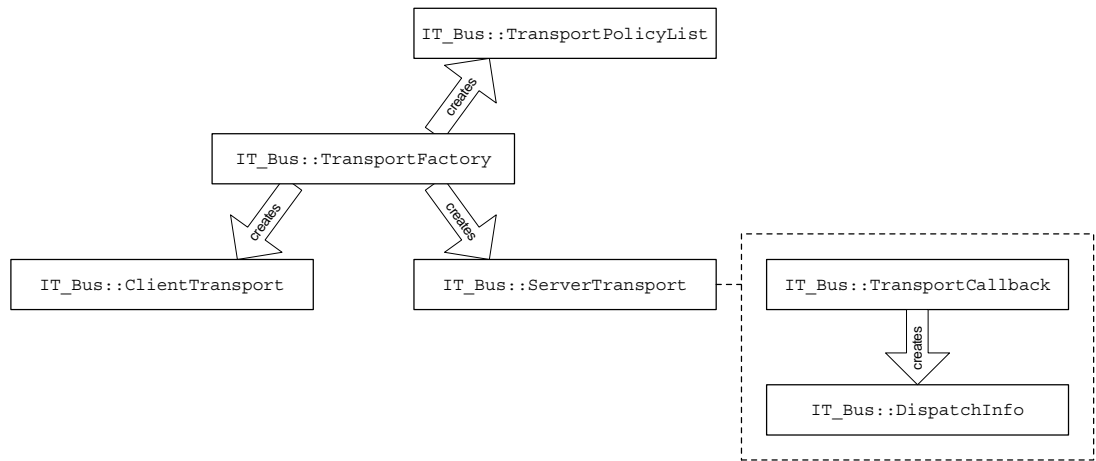 IT_Bus::TransportPolicyList
creates
IT_Bus::TransportFactory
creates
creates
IT_Bus::ClientTransport
IT_Bus::ServerTransport
IT_Bus::TransportCallback
creates
IT_Bus::DispatchInfo